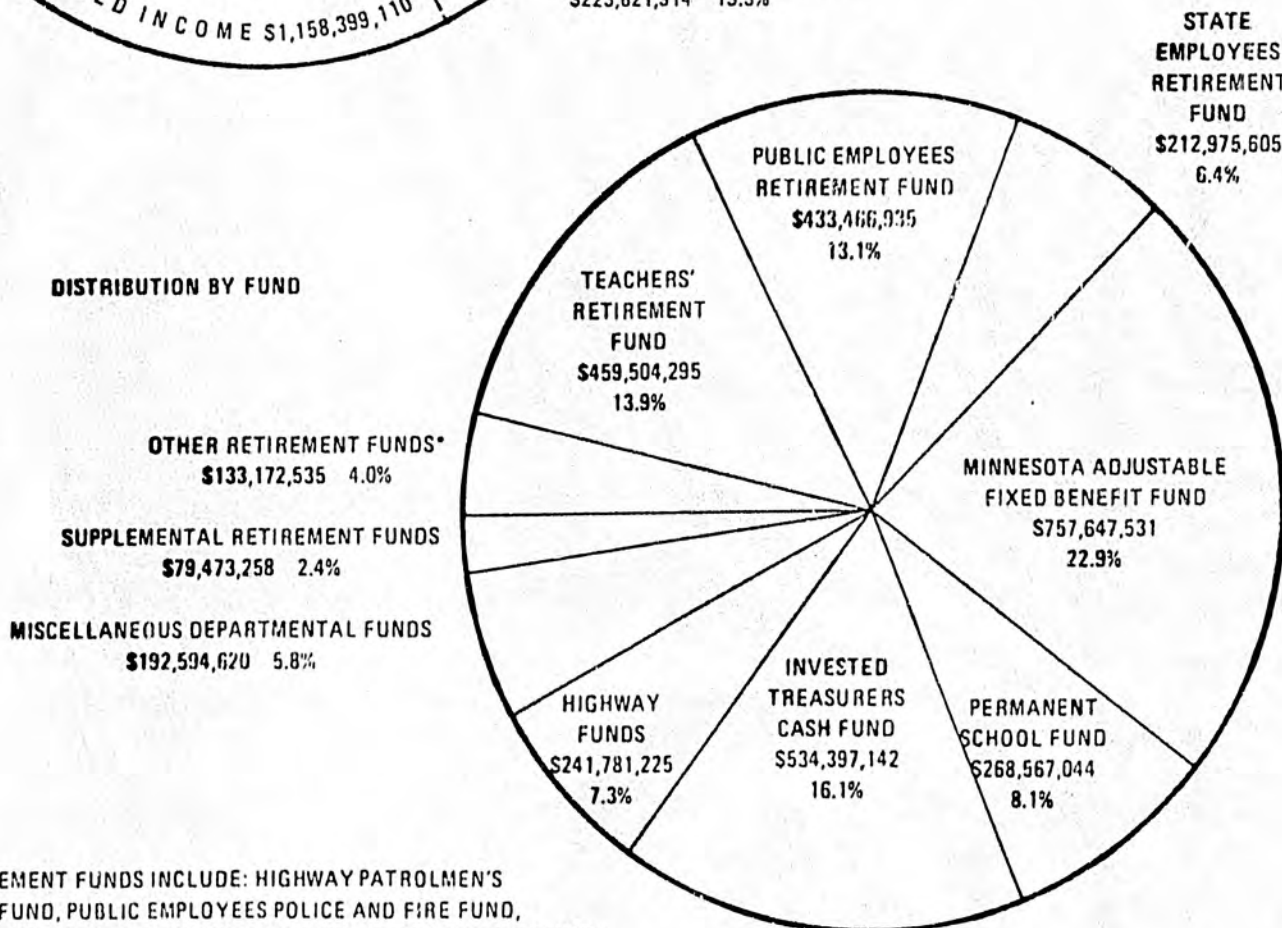 D INCOME $1,158,399,110
STATE
EMPLOYEES
RETIREMENT
FUND
$212,975,605
6.4%
PUBLIC EMPLOYEES
RETIREMENT FUND
$433,466,935
13.1%
DISTRIBUTION BY FUND
TEACHERS'
RETIREMENT
FUND
$459,504,295
13.9%
OTHER RETIREMENT FUNDS*
$133,172,535 4.0%
MINNESOTA ADJUSTABLE
FIXED BENEFIT FUND
$757,647,531
22.9%
SUPPLEMENTAL RETIREMENT FUNDS
$79,473,258 2.4%
MISCELLANEOUS DEPARTMENTAL FUNDS
$192,594,620 5.8%
HIGHWAY
FUNDS
$241,781,225
7.3%
INVESTED
TREASURERS
CASH FUND
$534,397,142
16.1%
PERMANENT
SCHOOL FUND
$268,567,044
8.1%
EMENT FUNDS INCLUDE: HIGHWAY PATROLMEN'S
FUND, PUBLIC EMPLOYEES POLICE AND FIRE FUND,